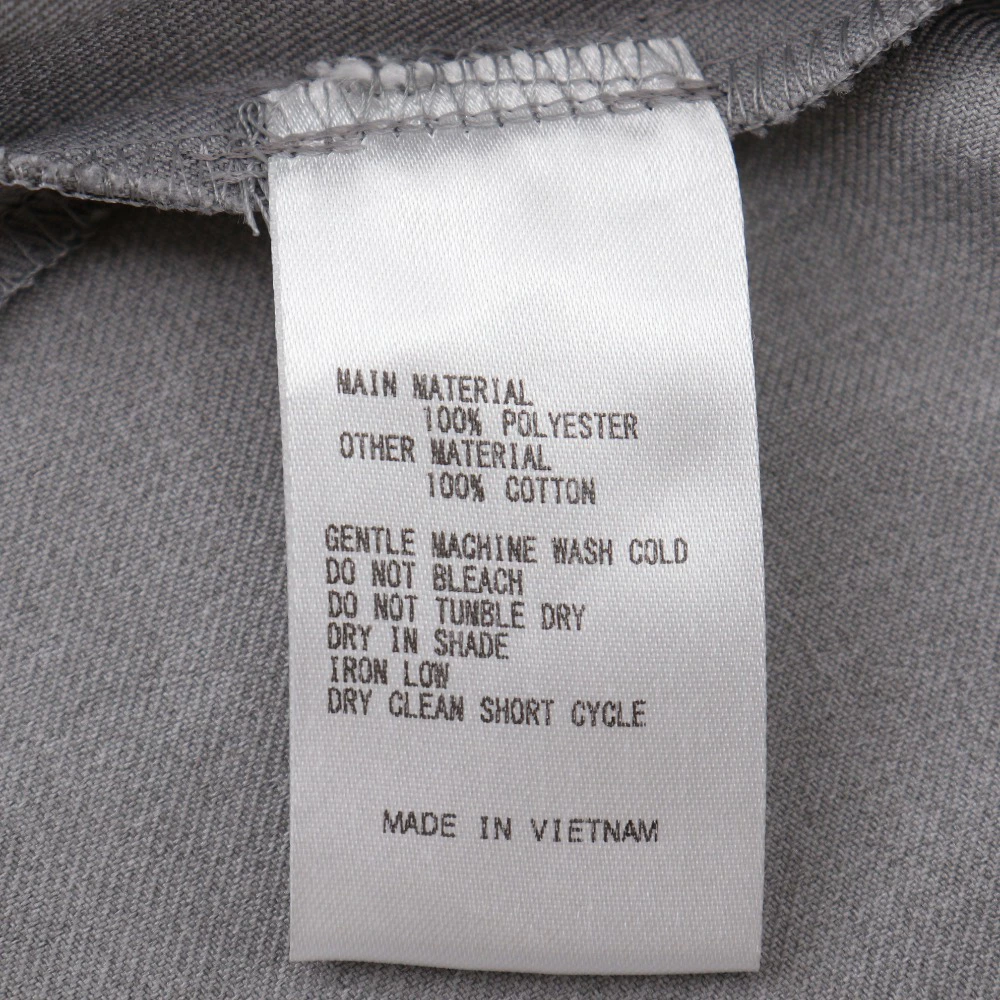 MAIN MATERIAL
100% POLYESTER
OTHER MATERIAL
100% COTTON
GENTLE MACHINE WASH COLD
DO NOT BLEACH
DO NOT TUMBLE DRY
DRY IN SHADE
IRON LOW
DRY CLEAN SHORT CYCLE
MADE IN VIETNAM